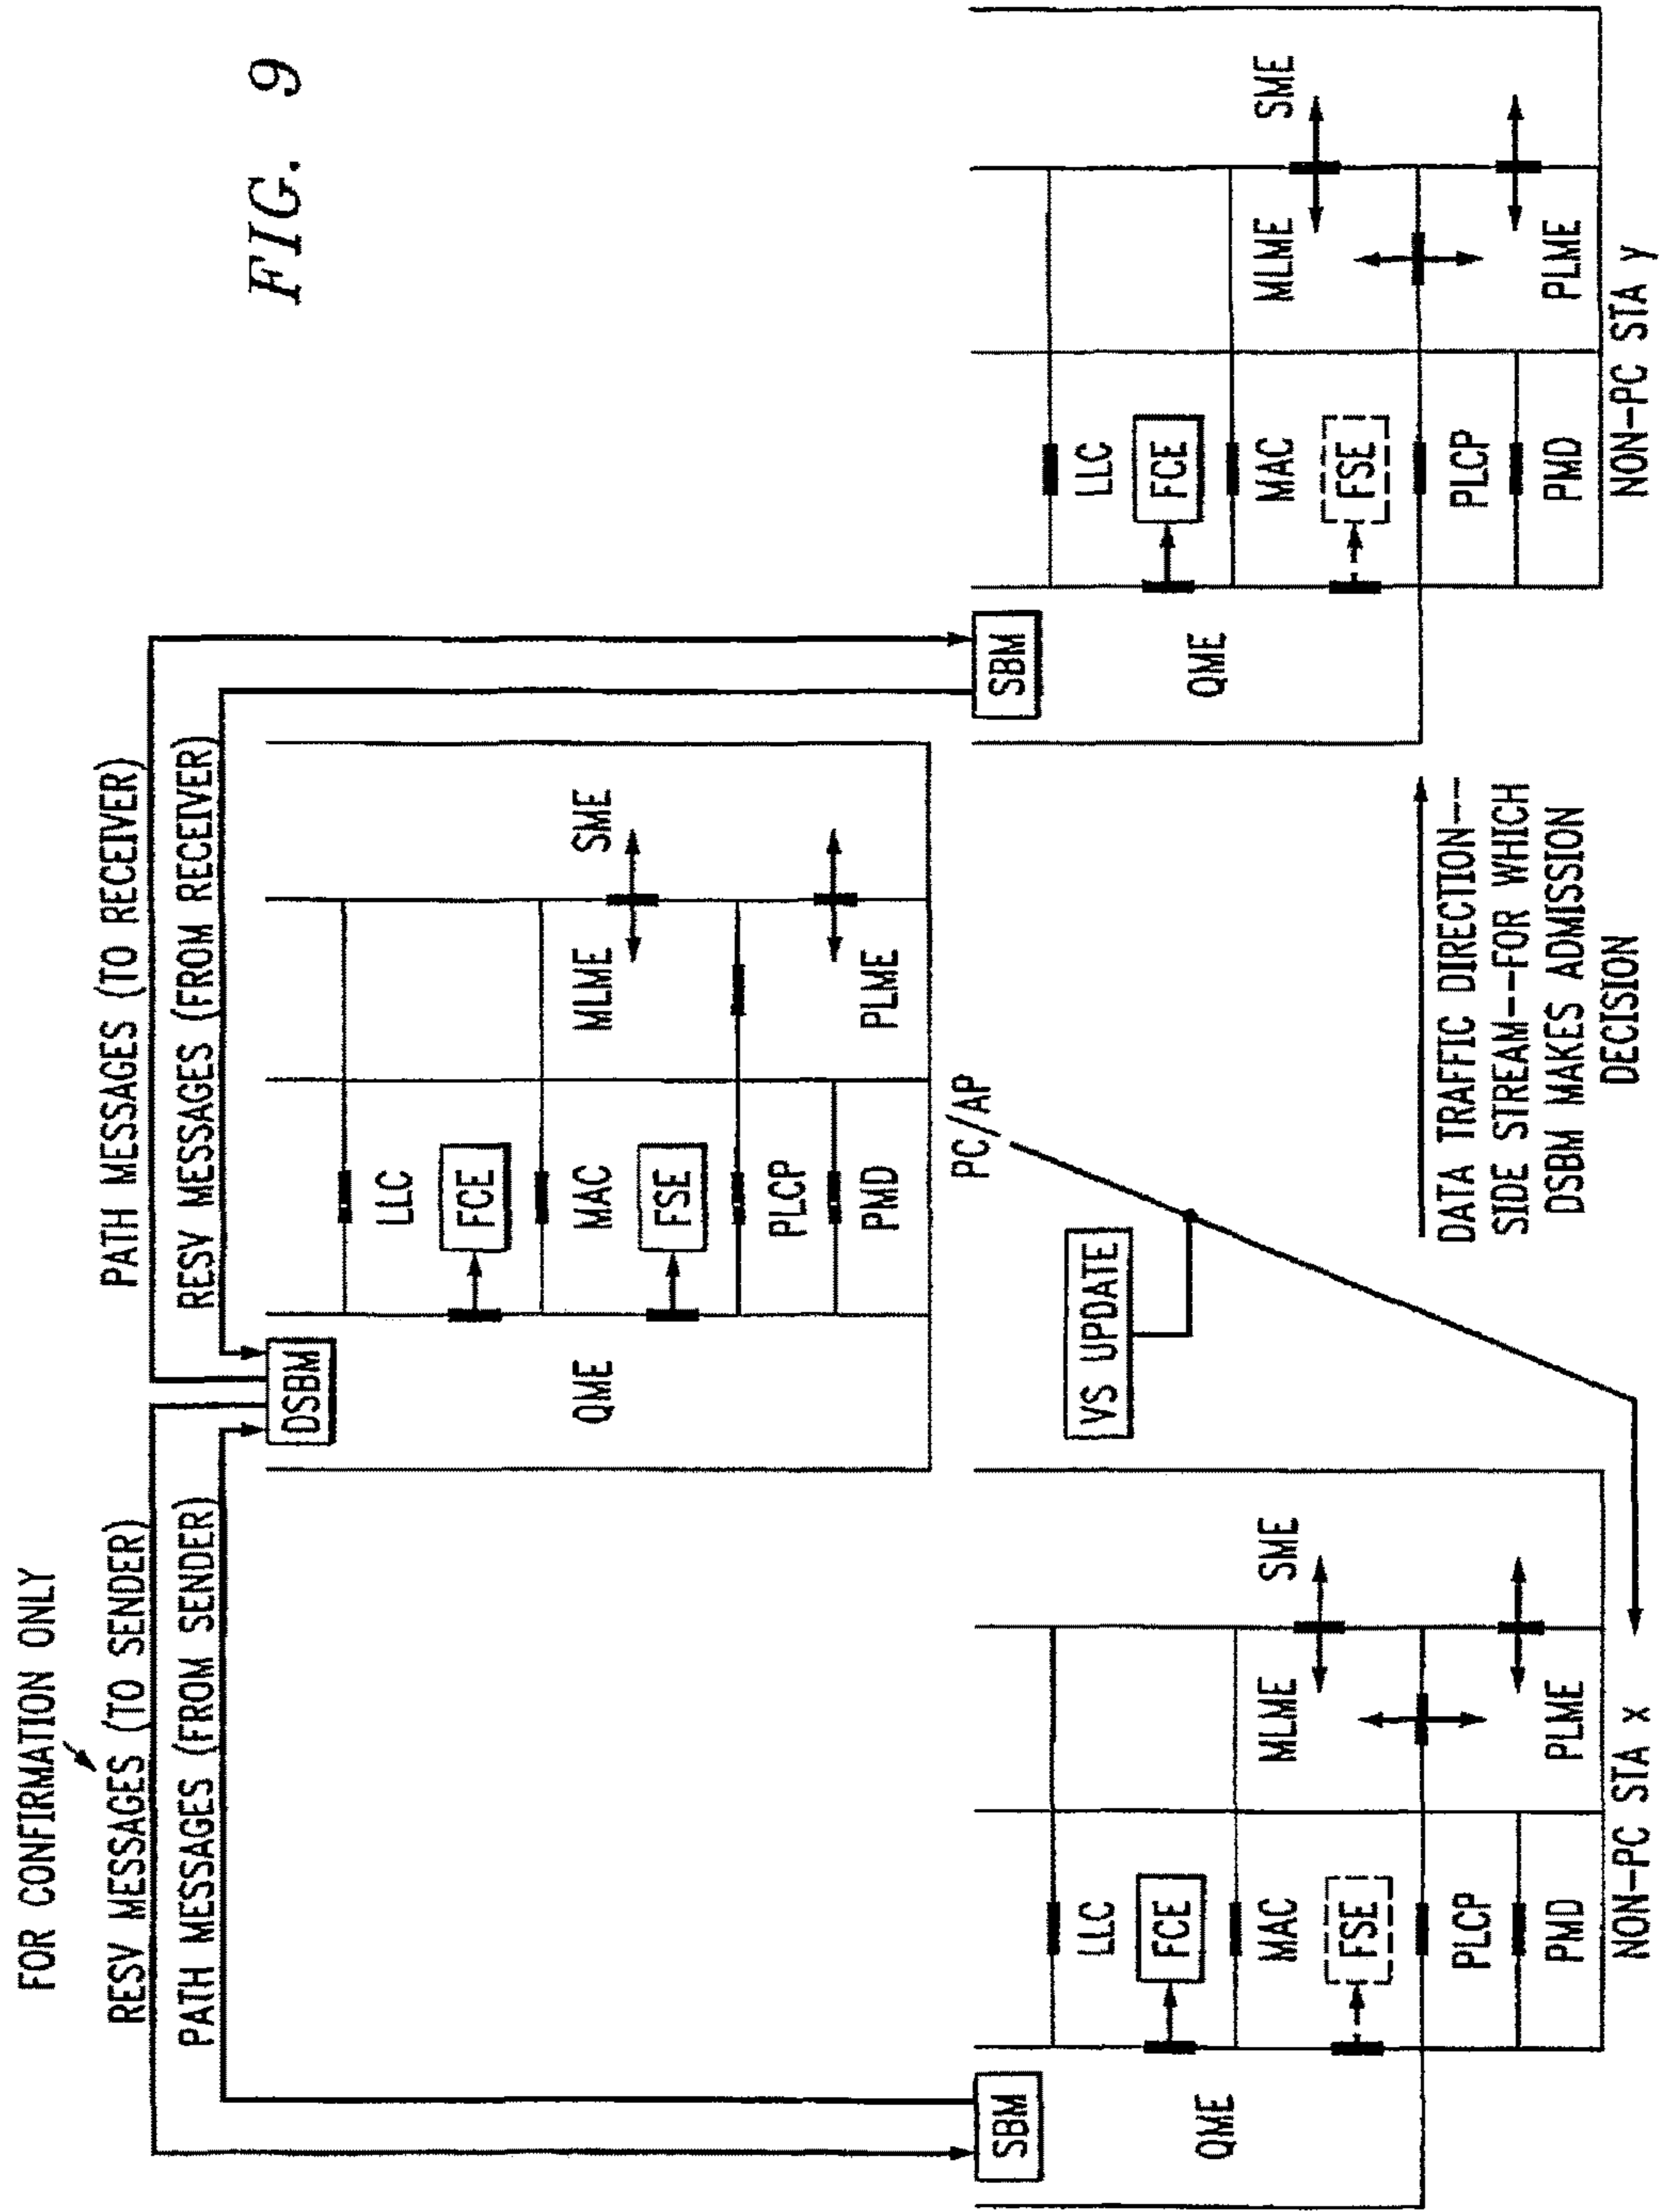 FIG. 9
FOR CONFIRMATION ONLY
RESV MESSAGES (TO SENDER)
PATH MESSAGES (FROM SENDER)
PATH MESSAGES (TO RECEIVER)
RESV MESSAGES (FROM RECEIVER)
DSBM
QME
LLC
FCE
MAC
FSE
PLCP
PMD
MLME
SME
PLME
PC/AP
VS UPDATE
SBM
QME
LLC
FCE
MAC
FSE
PLCP
PMD
MLME
SME
PLME
NON-PC STA x
DATA TRAFFIC DIRECTION--
SIDE STREAM--FOR WHICH
DSBM MAKES ADMISSION
DECISION
SBM
QME
LLC
FCE
MAC
FSE
PLCP
PMD
MLME
SME
PLME
NON-PC STA y